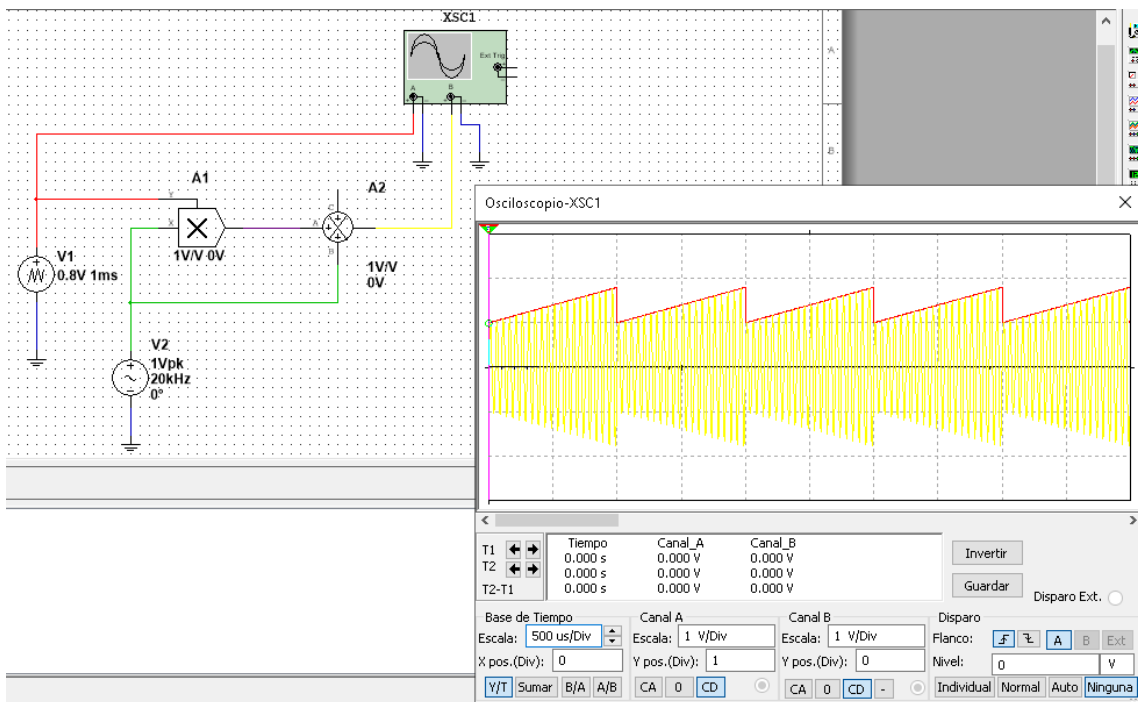 XSC1
Ext Trig
A B
A
B
A1
Y
X
1V/V 0V
A2
C
A
B
1V/V
0V
V1
0.8V 1ms
V2
1Vpk
20kHz
0°
Osciloscopio-XSC1
T1
T2
T2-T1
Tiempo Canal_A Canal_B
0.000 s 0.000 V 0.000 V
0.000 s 0.000 V 0.000 V
0.000 s 0.000 V 0.000 V
Invertir
Guardar
Disparo Ext.
Base de Tiempo
Escala: 500 us/Div
X pos.(Div): 0
Y/T Sumar B/A A/B
Canal A
Escala: 1 V/Div
Y pos.(Div): 1
CA 0 CD
Canal B
Escala: 1 V/Div
Y pos.(Div): 0
CA 0 CD -
Disparo
Flanco: A B Ext
Nivel: 0 V
Individual Normal Auto Ninguna